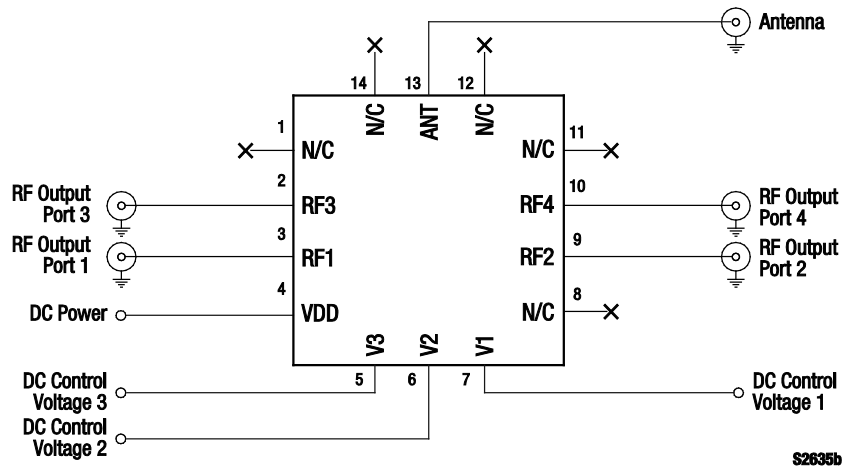 Antenna
14
13
12
N/C
ANT
N/C
1
N/C
11
N/C
RF Output
Port 3
2
RF3
10
RF4
RF Output
Port 4
RF Output
Port 1
3
RF1
9
RF2
RF Output
Port 2
4
DC Power
VDD
8
N/C
V3
V2
V1
5
6
7
DC Control
Voltage 3
DC Control
Voltage 1
DC Control
Voltage 2
S2635b